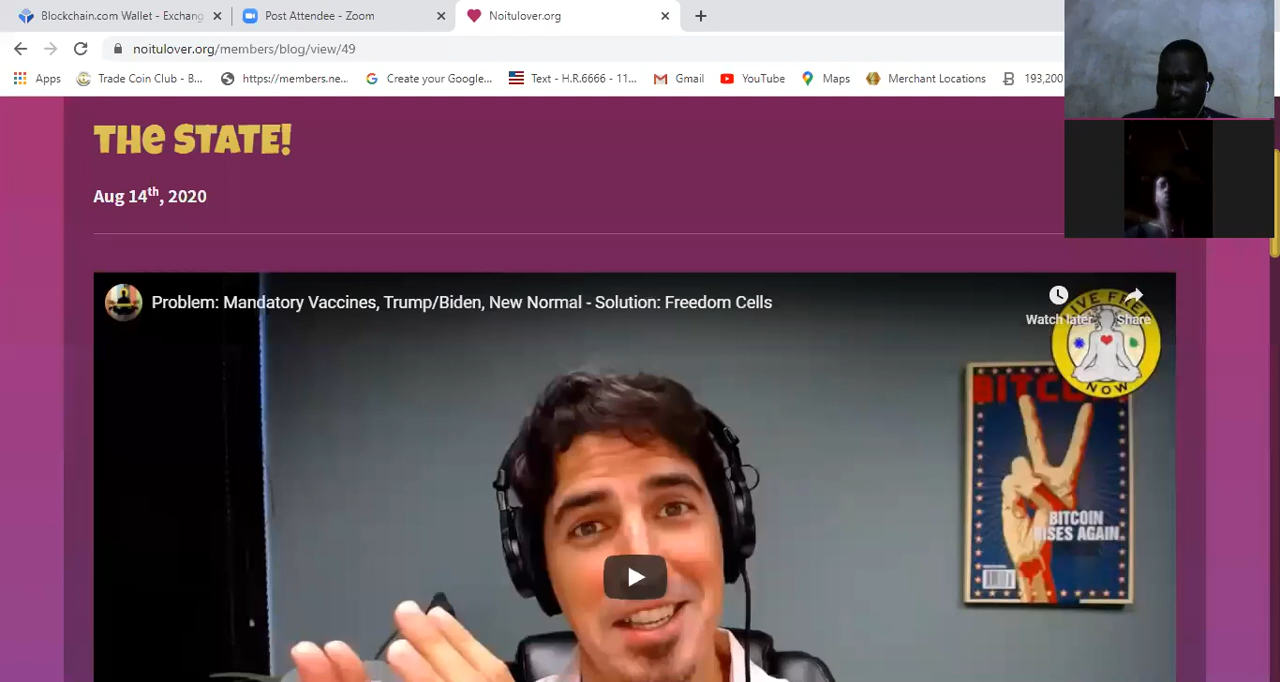 Blockchain.com Wallet - Exchang
Post Attendee - Zoom
Noitulover.org
noitulover.org/members/blog/view/49
Apps
Trade Coin Club - B...
https://members.ne...
Create your Google...
Text - H.R.6666 - 11...
Gmail
YouTube
Maps
Merchant Locations
193,200
The STATE!
Aug 14th, 2020
Problem: Mandatory Vaccines, Trump/Biden, New Normal - Solution: Freedom Cells
Watch later
Share
LIVE FREE
NOW
BITCO
BITCOIN
RISES AGAIN.